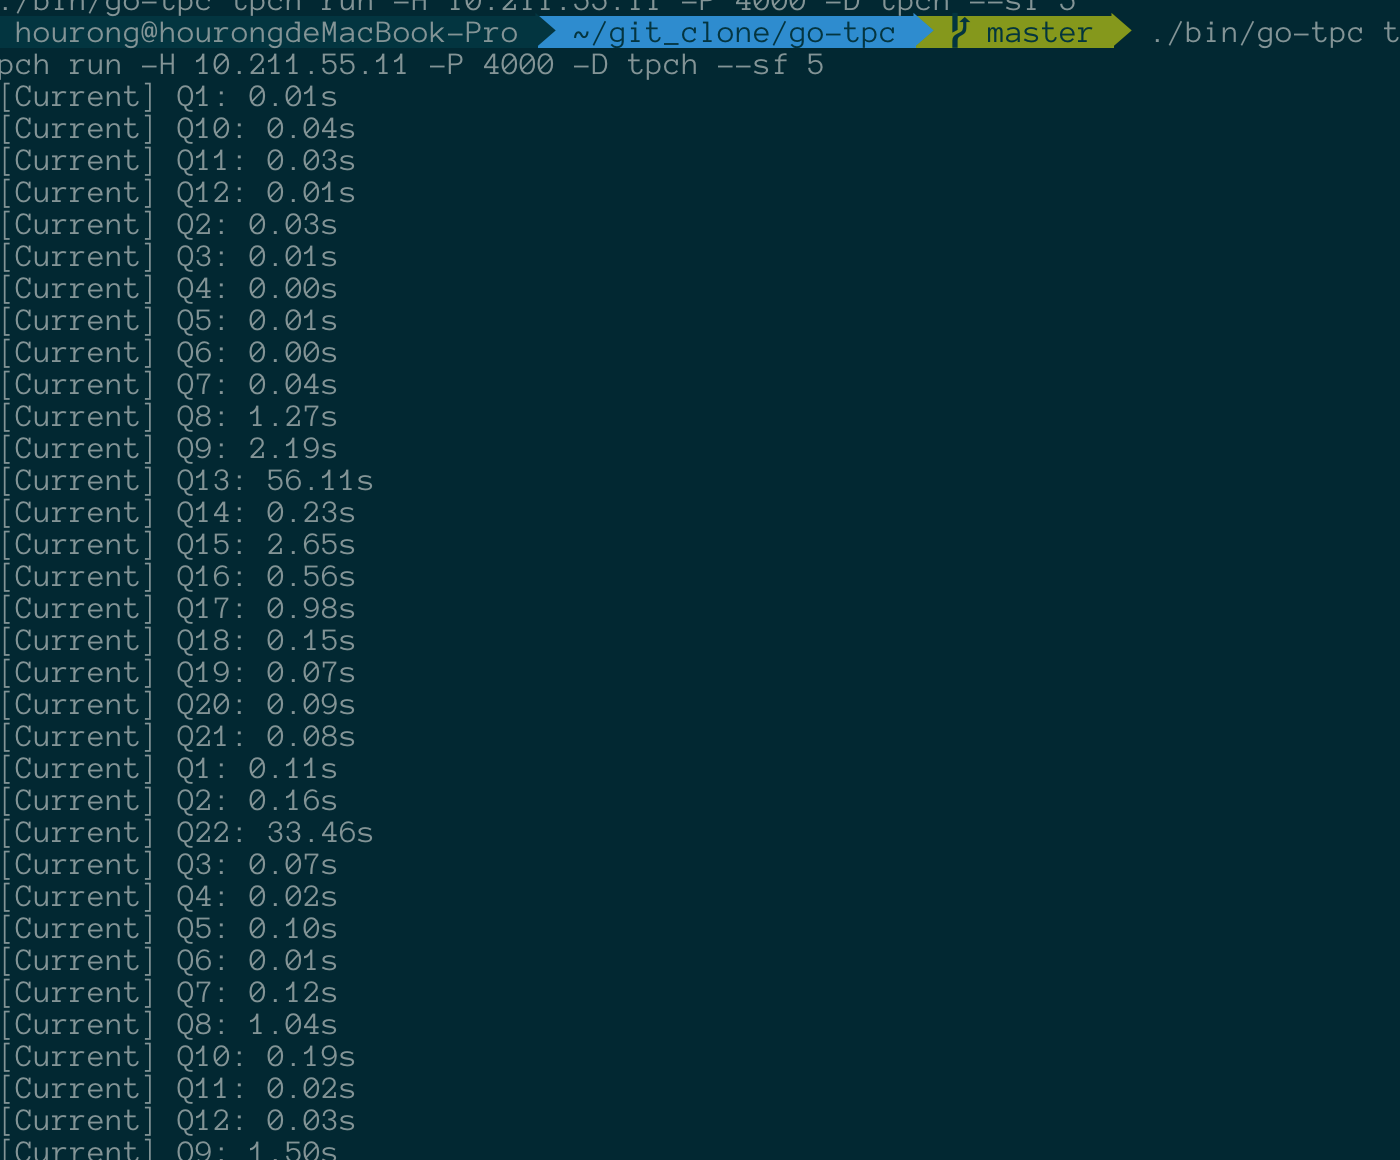 ./bin/go-tpc tpch run -H 10.211.55.11 -P 4000 -D tpch --sf 5
hourong@hourongdeMacBook-Pro ~/git_clone/go-tpc master ./bin/go-tpc t
pch run -H 10.211.55.11 -P 4000 -D tpch --sf 5
[Current] Q1: 0.01s
[Current] Q10: 0.04s
[Current] Q11: 0.03s
[Current] Q12: 0.01s
[Current] Q2: 0.03s
[Current] Q3: 0.01s
[Current] Q4: 0.00s
[Current] Q5: 0.01s
[Current] Q6: 0.00s
[Current] Q7: 0.04s
[Current] Q8: 1.27s
[Current] Q9: 2.19s
[Current] Q13: 56.11s
[Current] Q14: 0.23s
[Current] Q15: 2.65s
[Current] Q16: 0.56s
[Current] Q17: 0.98s
[Current] Q18: 0.15s
[Current] Q19: 0.07s
[Current] Q20: 0.09s
[Current] Q21: 0.08s
[Current] Q1: 0.11s
[Current] Q2: 0.16s
[Current] Q22: 33.46s
[Current] Q3: 0.07s
[Current] Q4: 0.02s
[Current] Q5: 0.10s
[Current] Q6: 0.01s
[Current] Q7: 0.12s
[Current] Q8: 1.04s
[Current] Q10: 0.19s
[Current] Q11: 0.02s
[Current] Q12: 0.03s
[Current] Q9: 1.50s